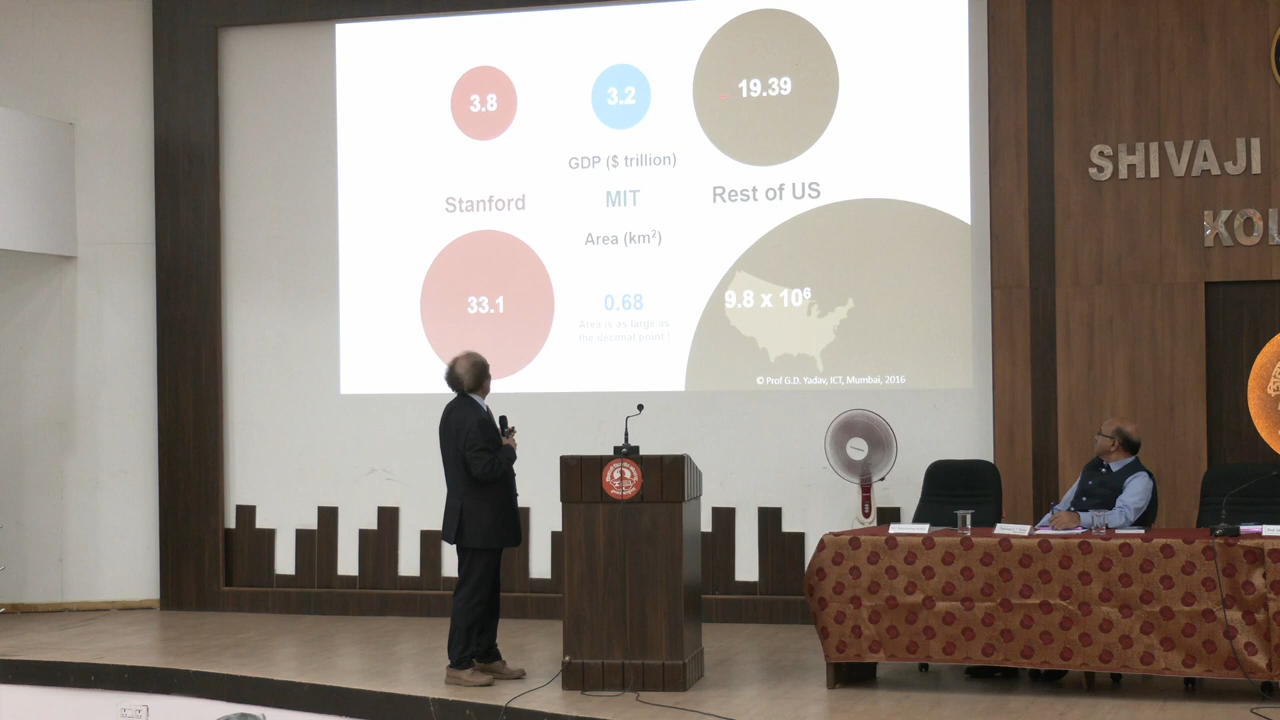 3.8
3.2
19.39
GDP ($ trillion)
Stanford
MIT
Rest of US
Area (km²)
33.1
0.68
9.8 x 10⁶
Area is as large as
the decimal point !
© Prof G.D. Yadav, ICT, Mumbai, 2016
SHIVAJI
KOL